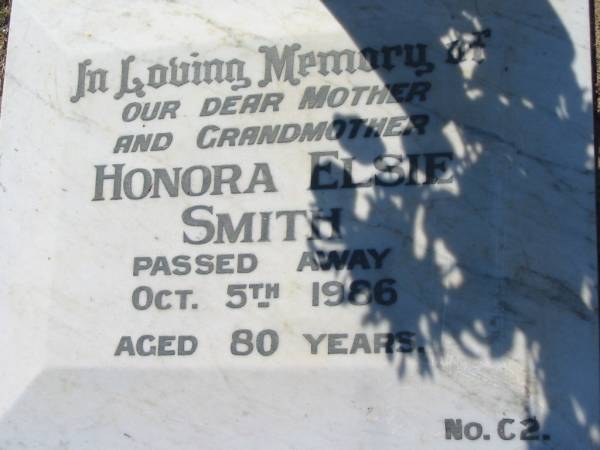 In Loving Memory of
OUR DEAR MOTHER
AND GRANDMOTHER
HONORA ELSIE
SMITH
PASSED AWAY
OCT. 5TH 1986
AGED 80 YEARS.
No. C2.